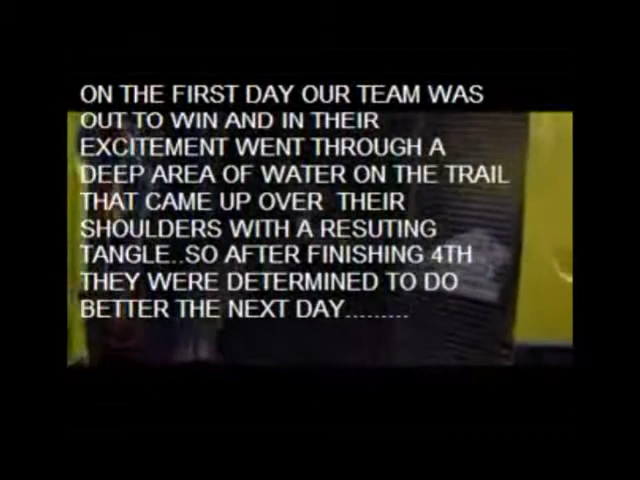 ON THE FIRST DAY OUR TEAM WAS
OUT TO WIN AND IN THEIR
EXCITEMENT WENT THROUGH A
DEEP AREA OF WATER ON THE TRAIL
THAT CAME UP OVER THEIR
SHOULDERS WITH A RESUTING
TANGLE..SO AFTER FINISHING 4TH
THEY WERE DETERMINED TO DO
BETTER THE NEXT DAY.........